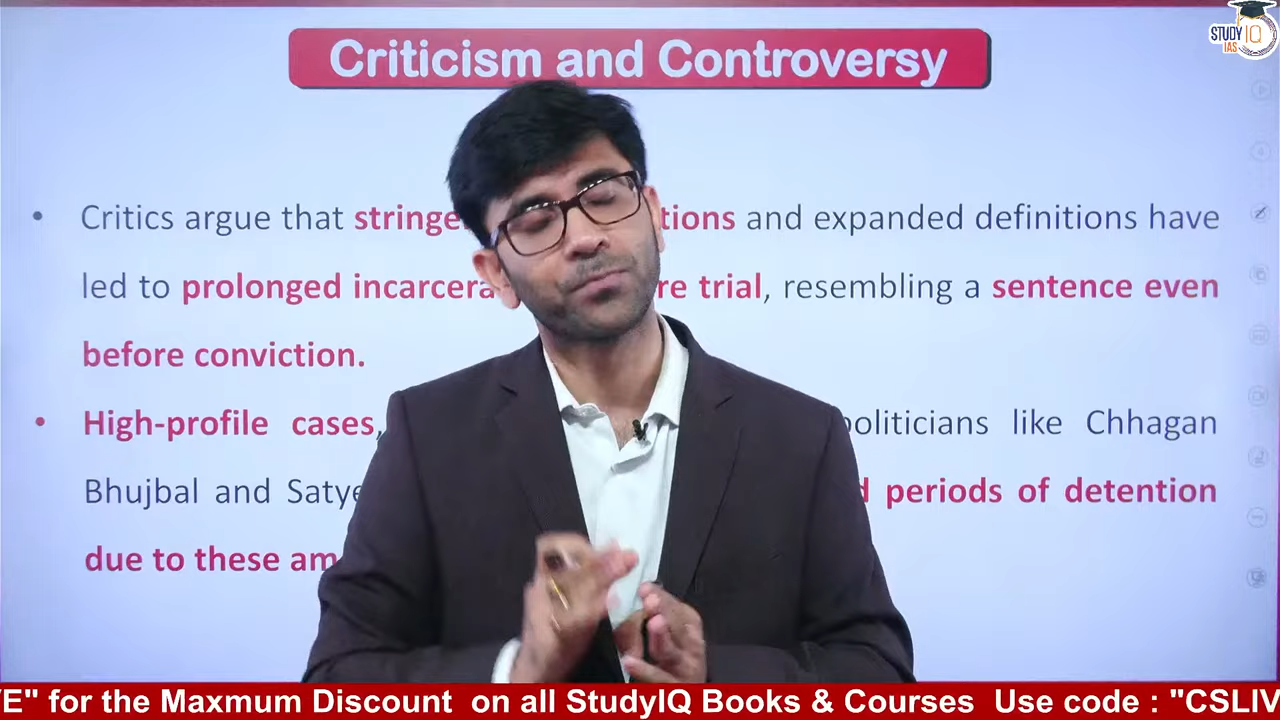 STUDY IQ
IAS
Criticism and Controversy
• Critics argue that stringe tions and expanded definitions have
led to prolonged incarcera re trial, resembling a sentence even
before conviction.
• High-profile cases, politicians like Chhagan
Bhujbal and Satye d periods of detention
due to these am
E" for the Maxmum Discount on all StudyIQ Books & Courses Use code : "CSLIV